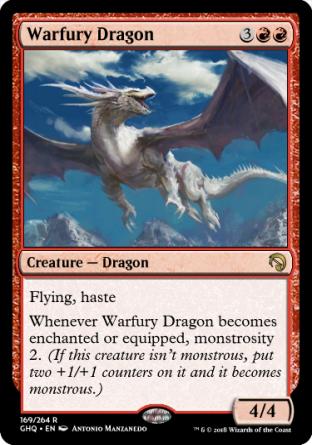 Warfury Dragon 3
Creature — Dragon
Flying, haste
Whenever Warfury Dragon becomes
enchanted or equipped, monstrosity
2. (If this creature isn't monstrous, put
two +1/+1 counters on it and it becomes
monstrous.)
4/4
169/264 R
GHQ • EN Antonio Manzanedo ™ & © 2018 Wizards of the Coast